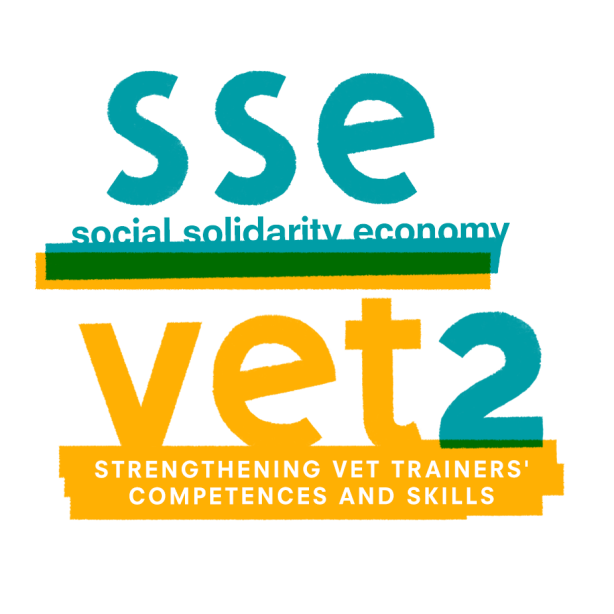 sse
social solidarity economy
vet2
STRENGTHENING VET TRAINERS'
COMPETENCES AND SKILLS